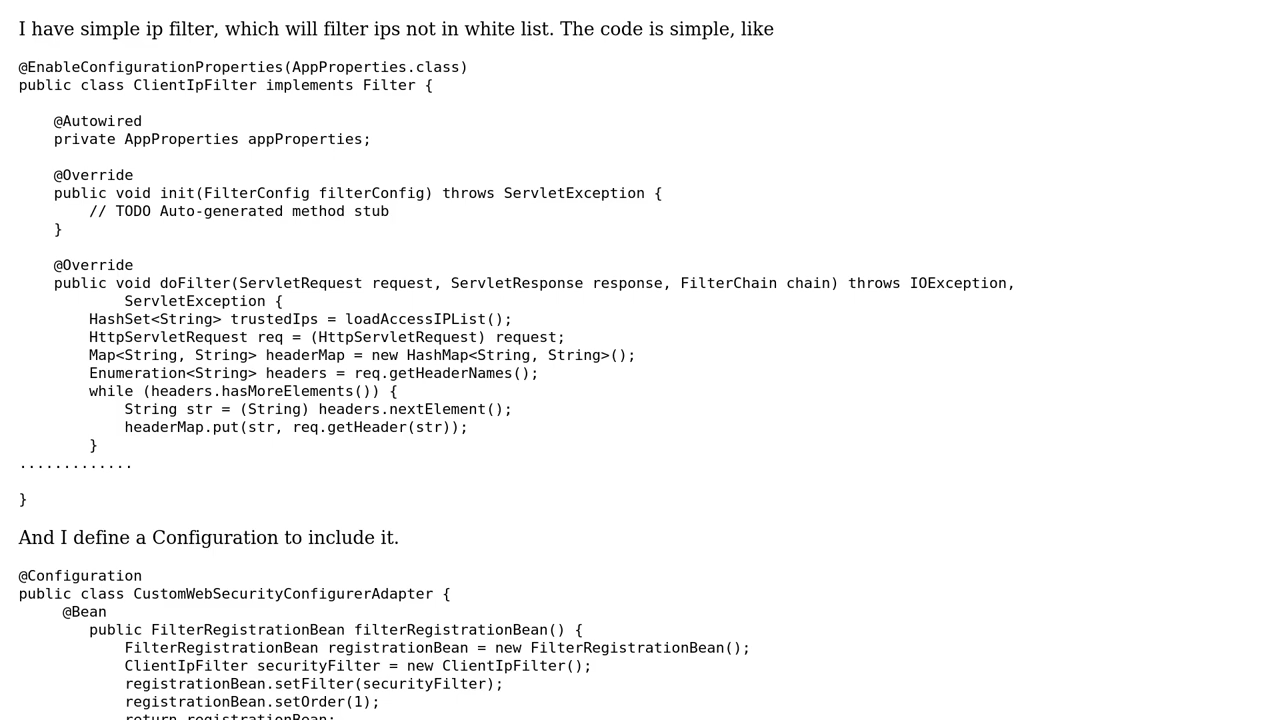 I have simple ip filter, which will filter ips not in white list. The code is simple, like
@EnableConfigurationProperties(AppProperties.class)
public class ClientIpFilter implements Filter {
    @Autowired
    private AppProperties appProperties;
    @Override
    public void init(FilterConfig filterConfig) throws ServletException {
        // TODO Auto-generated method stub
    }
    @Override
    public void doFilter(ServletRequest request, ServletResponse response, FilterChain chain) throws IOException,
            ServletException {
        HashSet<String> trustedIps = loadAccessIPList();
        HttpServletRequest req = (HttpServletRequest) request;
        Map<String, String> headerMap = new HashMap<String, String>();
        Enumeration<String> headers = req.getHeaderNames();
        while (headers.hasMoreElements()) {
            String str = (String) headers.nextElement();
            headerMap.put(str, req.getHeader(str));
        }
.............
}
And I define a Configuration to include it.
@Configuration
public class CustomWebSecurityConfigurerAdapter {
     @Bean
        public FilterRegistrationBean filterRegistrationBean() {
            FilterRegistrationBean registrationBean = new FilterRegistrationBean();
            ClientIpFilter securityFilter = new ClientIpFilter();
            registrationBean.setFilter(securityFilter);
            registrationBean.setOrder(1);
            return registrationBean;